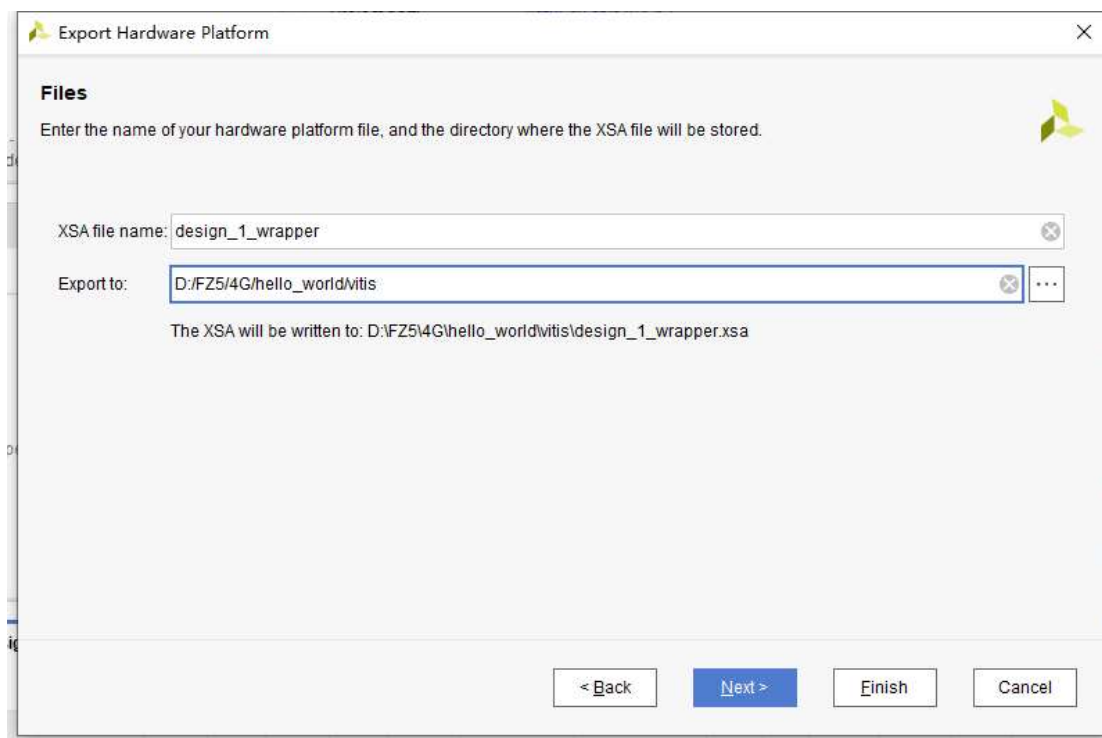 Export Hardware Platform
Files
Enter the name of your hardware platform file, and the directory where the XSA file will be stored.
XSA file name: design_1_wrapper
Export to: D:/FZ5/4G/hello_world/vitis
...
The XSA will be written to: D:\FZ5\4G\hello_world\vitis\design_1_wrapper.xsa
< Back Next > Finish Cancel